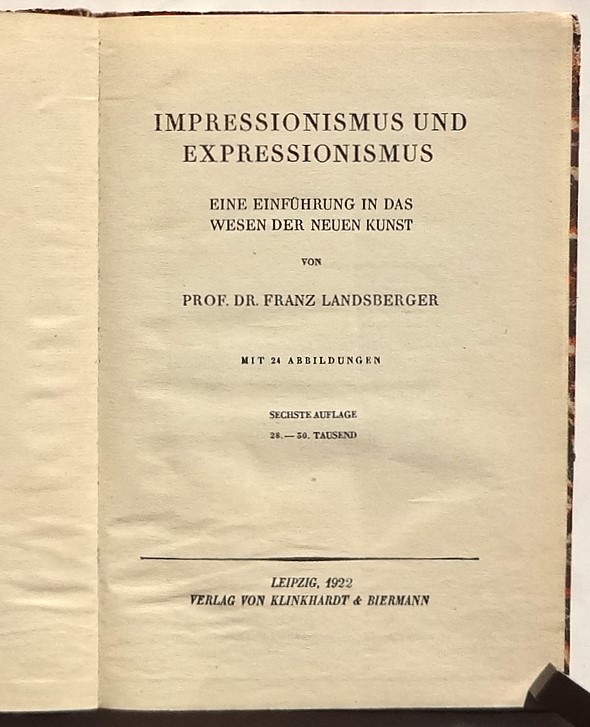 IMPRESSIONISMUS UND
EXPRESSIONISMUS
EINE EINFÜHRUNG IN DAS
WESEN DER NEUEN KUNST
VON
PROF. DR. FRANZ LANDSBERGER
MIT 24 ABBILDUNGEN
SECHSTE AUFLAGE
28.—30. TAUSEND
LEIPZIG, 1922
VERLAG VON KLINKHARDT & BIERMANN